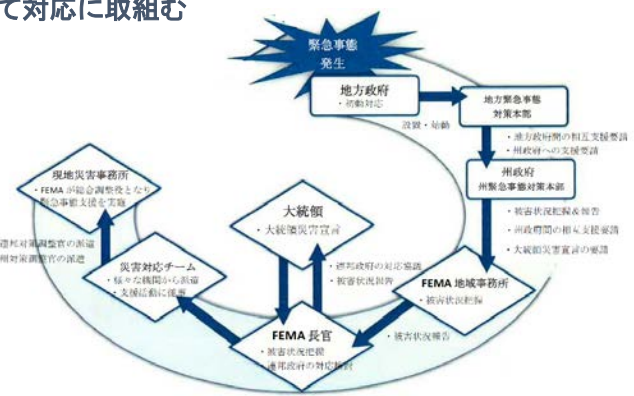 て対応に取組む
緊急事態
発生
地方政府
・初動対応
設置・始動
地方緊急事態
対策本部
・地方政府間の相互支援要請
・州政府への支援要請
州政府
州緊急事態対策本部
・被害状況把握&報告
・州政府間の相互支援要請
・大統領災害宣言の要請
FEMA 地域事務所
・被害状況把握
・被害状況報告
FEMA 長官
・被害状況把握
・連邦政府の対応検討
・連邦政府の対応協議
・被害状況報告
大統領
・大統領災害宣言
災害対応チーム
・様々な機関から派遣
・支援活動に従事
連邦対策調整官の派遣
州対策調整官の派遣
現地災害事務所
・FEMA が総合調整役となり
緊急事態支援を実施